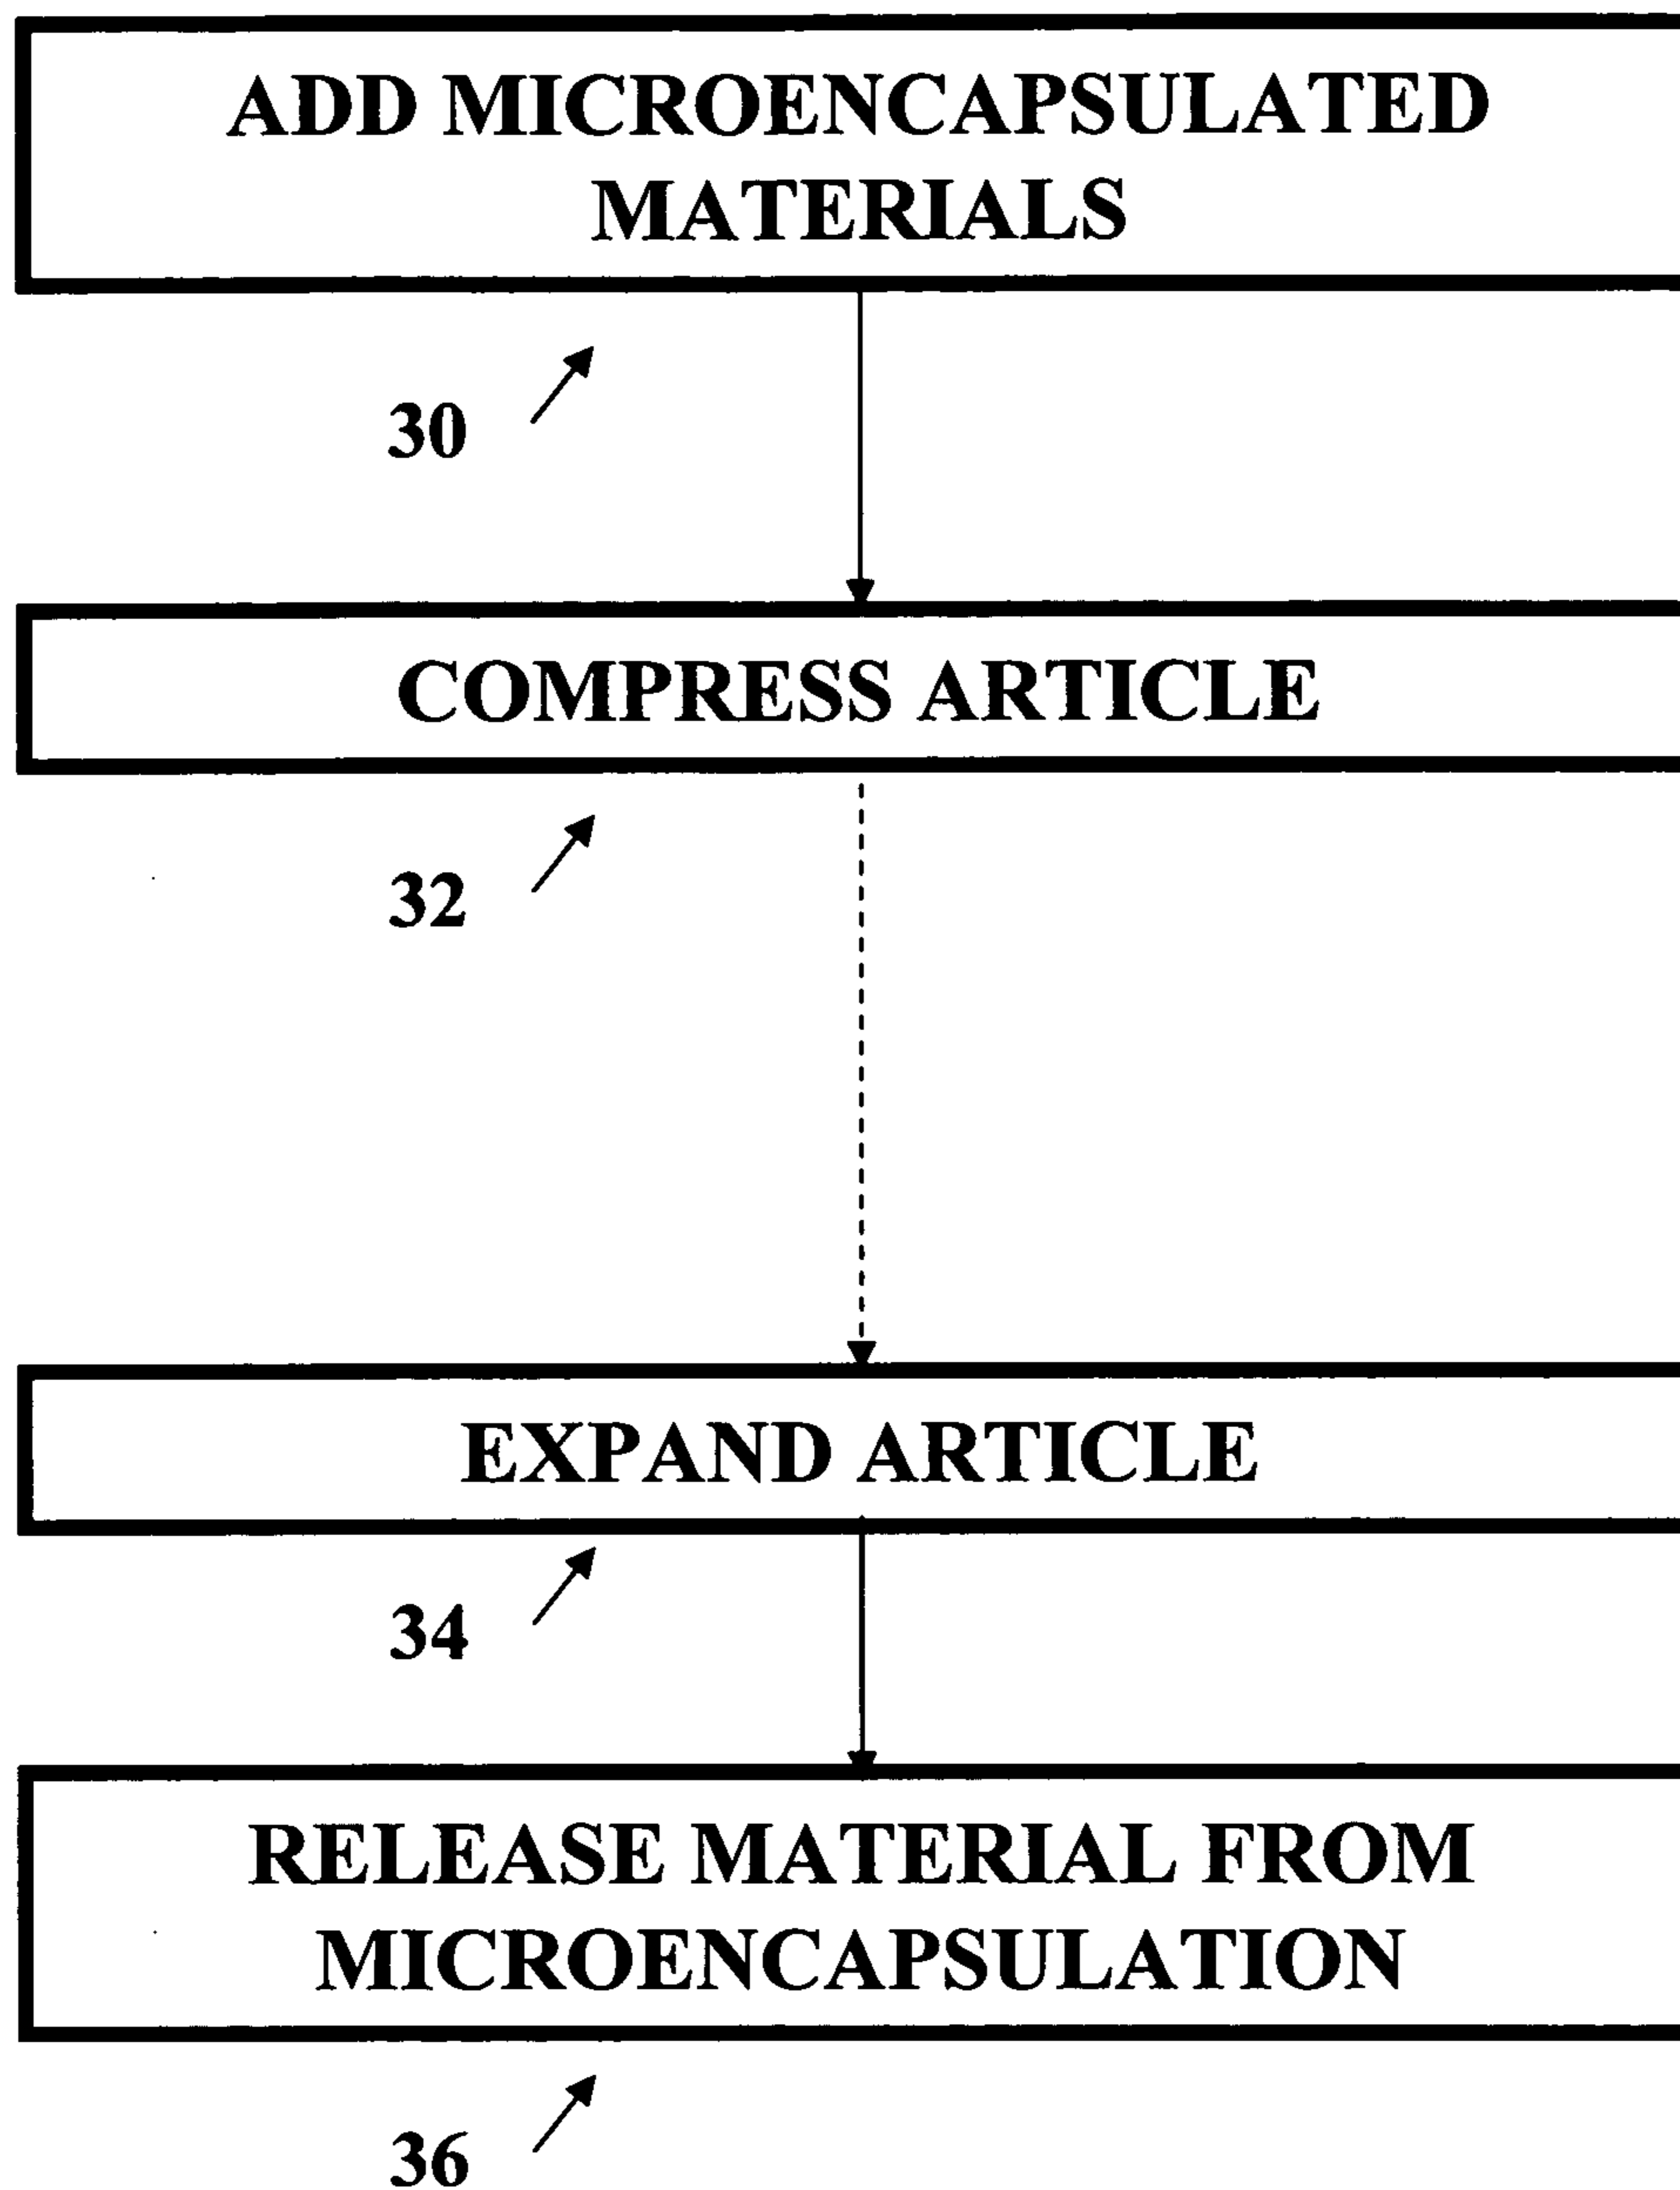 ADD MICROENCAPSULATED
MATERIALS
30
COMPRESS ARTICLE
32
EXPAND ARTICLE
34
RELEASE MATERIAL FROM
MICROENCAPSULATION
36